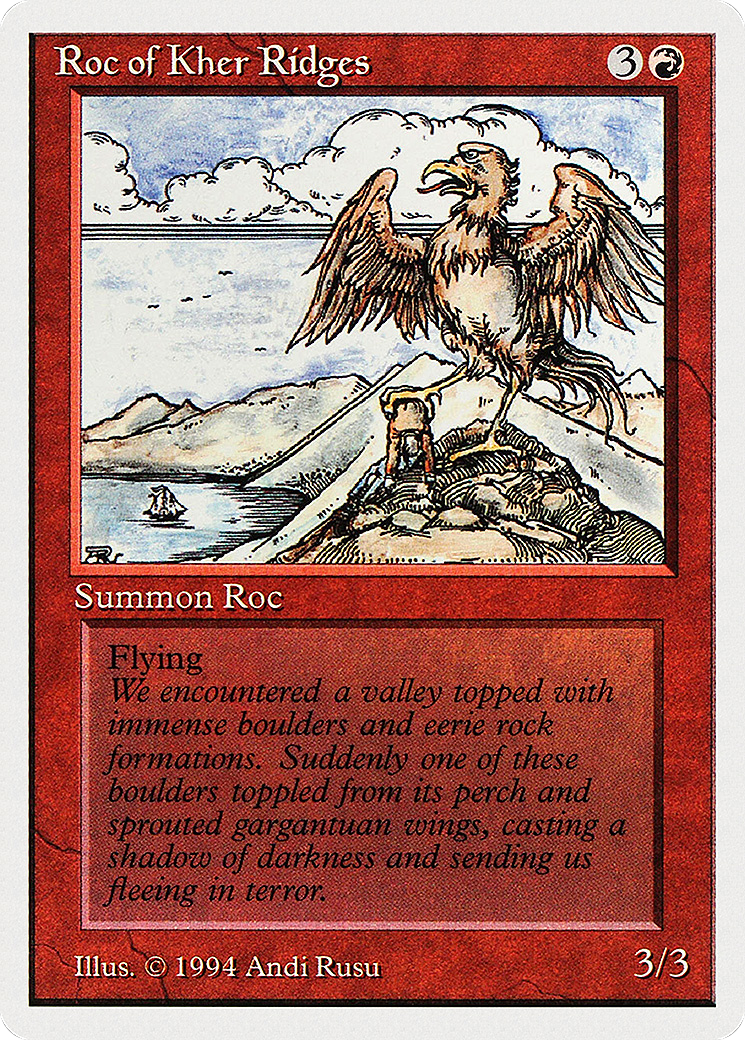 Roc of Kher Ridges 3
Summon Roc
Flying
We encountered a valley topped with
immense boulders and eerie rock
formations. Suddenly one of these
boulders toppled from its perch and
sprouted gargantuan wings, casting a
shadow of darkness and sending us
fleeing in terror.
Illus. © 1994 Andi Rusu 3/3